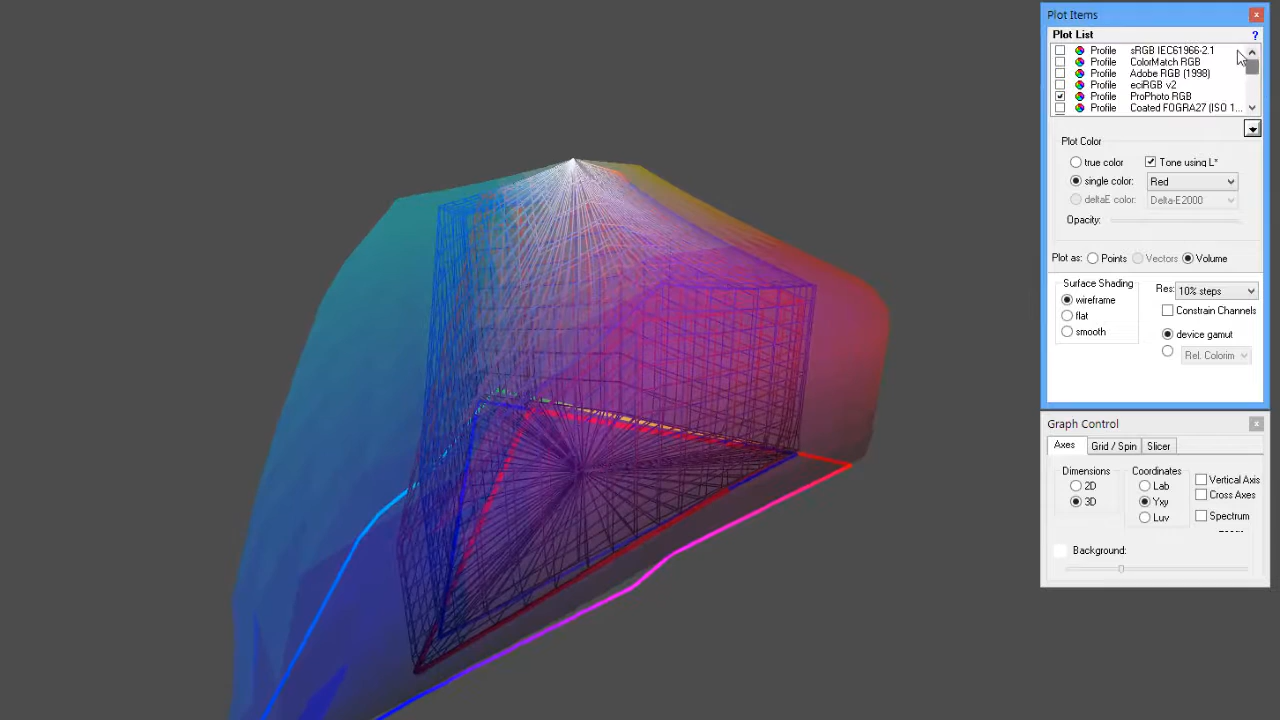 Plot Items
Plot List ?
Profile sRGB IEC61966-2.1
Profile ColorMatch RGB
Profile Adobe RGB (1998)
Profile eciRGB v2
Profile ProPhoto RGB
Profile Coated FOGRA27 (ISO 1...
Plot Color
true color Tone using L*
single color: Red
deltaE color: Delta-E2000
Opacity:
Plot as: Points Vectors Volume
Surface Shading
Res: 10% steps
wireframe
Constrain Channels
flat
smooth
device gamut
Rel. Colorim
Graph Control
Axes Grid / Spin Slicer
Dimensions Coordinates
2D Lab Vertical Axis
3D Yxy Cross Axes
Luv Spectrum
Background: